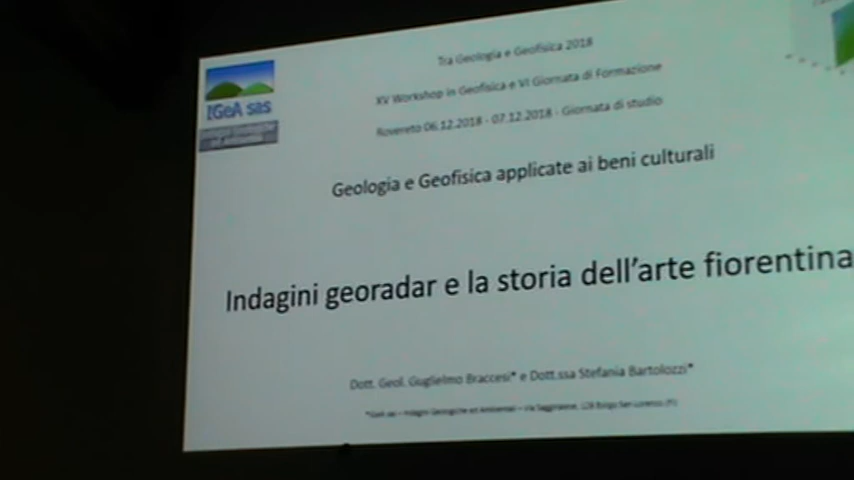 Tra Geologia e Geofisica 2018
XV Workshop in Geofisica e VI Giornata di Formazione
Rovereto 06.12.2018 - 07.12.2018 - Giornata di studio
IGeA sas
Geologia e Geofisica applicate ai beni culturali
Indagini georadar e la storia dell'arte fiorentina
Dott. Geol. Guglielmo Braccesi* e Dott.ssa Stefania Bartolozzi*